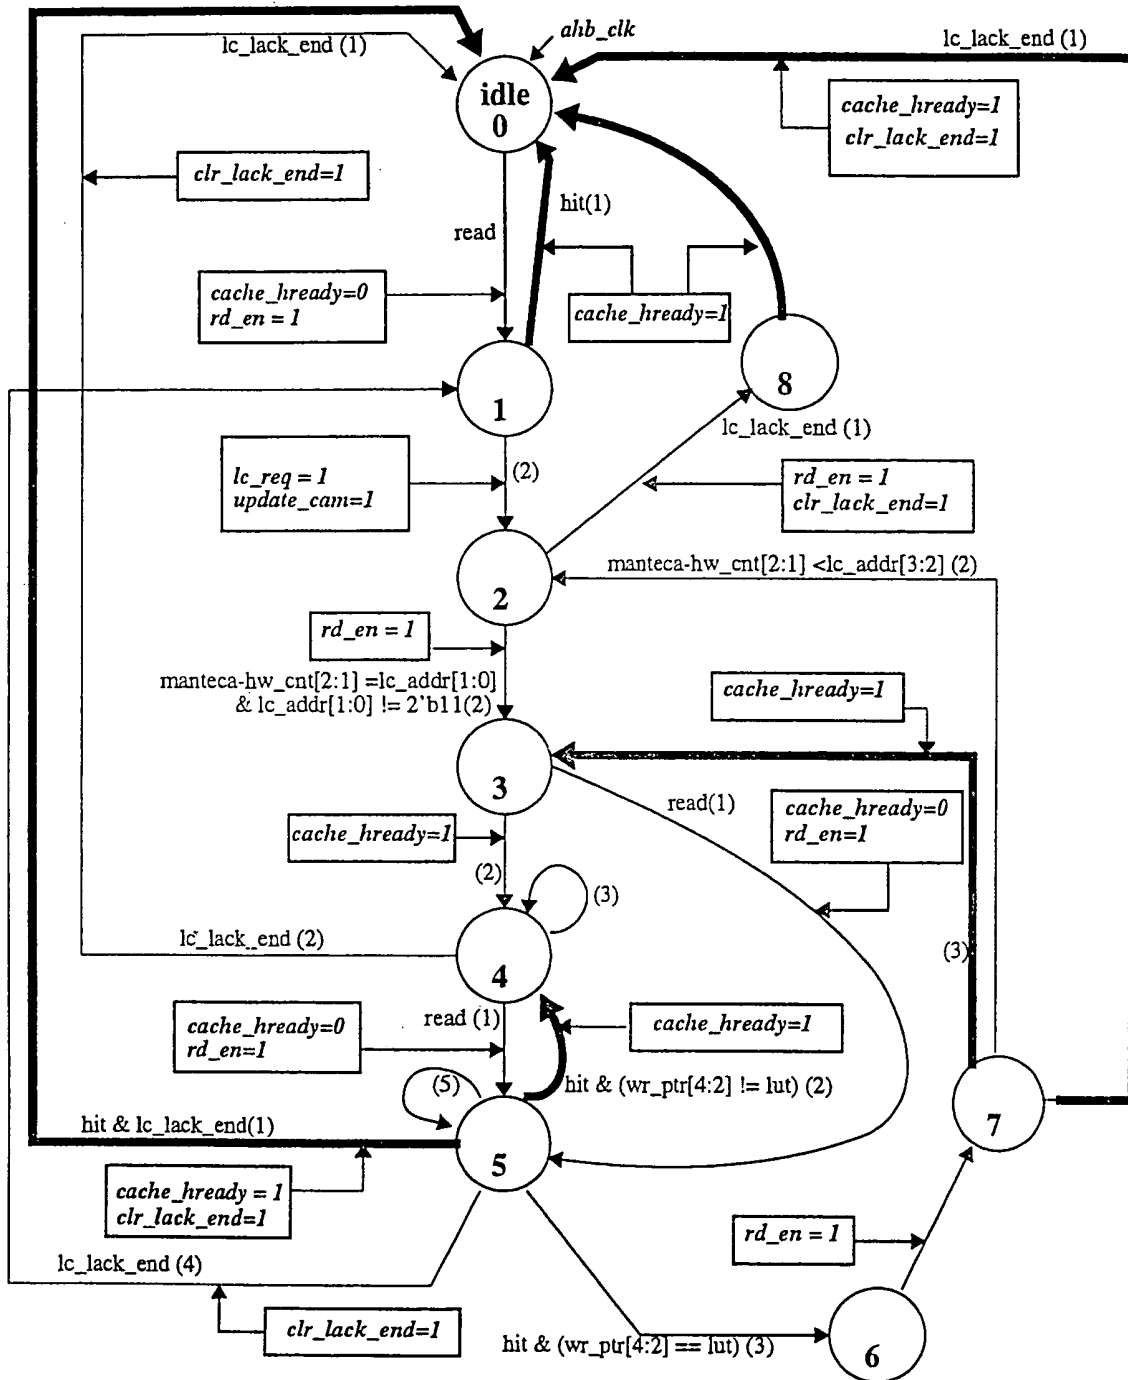 ahb_clk
lc_lack_end (1)
lc_lack_end (1)
idle
0
cache_hready=1
clr_lack_end=1
clr_lack_end=1
hit(1)
read
cache_hready=0
rd_en = 1
cache_hready=1
8
1
lc_lack_end (1)
lc_req = 1
update_cam=1
(2)
rd_en = 1
clr_lack_end=1
manteca-hw_cnt[2:1] <lc_addr[3:2] (2)
2
rd_en = 1
manteca-hw_cnt[2:1] =lc_addr[1:0]
& lc_addr[1:0] != 2'b11(2)
cache_hready=1
3
read(1)
cache_hready=0
rd_en=1
cache_hready=1
(2)
(3)
lc_lack_end (2)
(3)
4
read (1)
cache_hready=0
rd_en=1
cache_hready=1
(5)
hit & (wr_ptr[4:2] != lut) (2)
hit & lc_lack_end(1)
7
5
cache_hready = 1
clr_lack_end=1
rd_en = 1
lc_lack_end (4)
clr_lack_end=1
hit & (wr_ptr[4:2] == lut) (3)
6